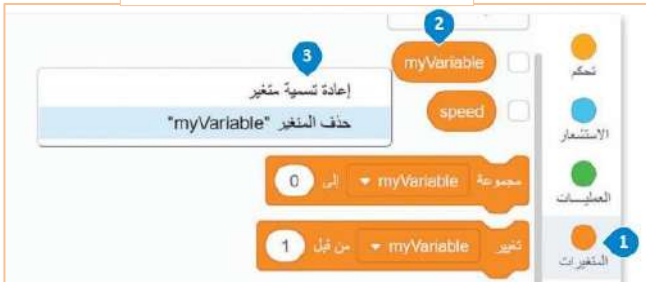 2
myVariable
تحكم
3
إعادة تسمية متغير
speed
حذف المتغير "myVariable"
الاستشعار
مجموعة myVariable إلى 0
العمليات
تغيير myVariable من قبل 1
1
المتغيرات